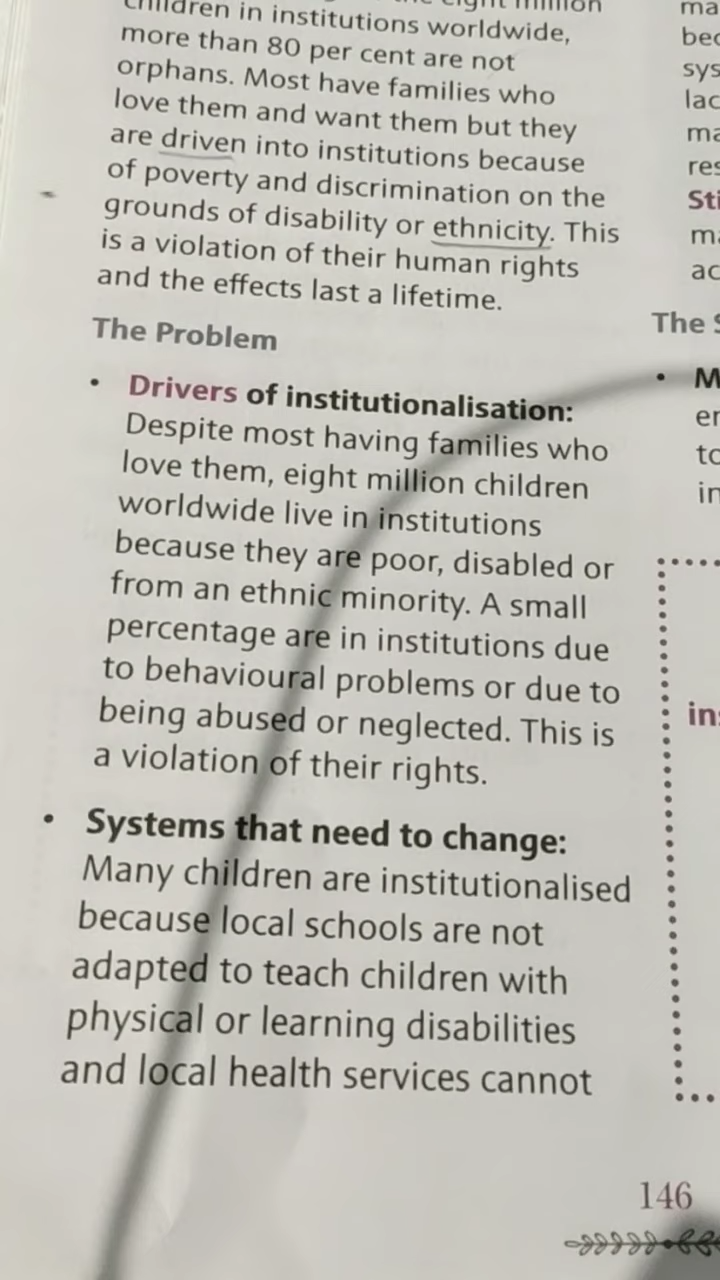 children in institutions worldwide,
more than 80 per cent are not
orphans. Most have families who
love them and want them but they
are driven into institutions because
of poverty and discrimination on the
grounds of disability or ethnicity. This
is a violation of their human rights
and the effects last a lifetime.
The Problem
• Drivers of institutionalisation:
Despite most having families who
love them, eight million children
worldwide live in institutions
because they are poor, disabled or
from an ethnic minority. A small
percentage are in institutions due
to behavioural problems or due to
being abused or neglected. This is
a violation of their rights.
• Systems that need to change:
Many children are institutionalised
because local schools are not
adapted to teach children with
physical or learning disabilities
and local health services cannot
The
•
146